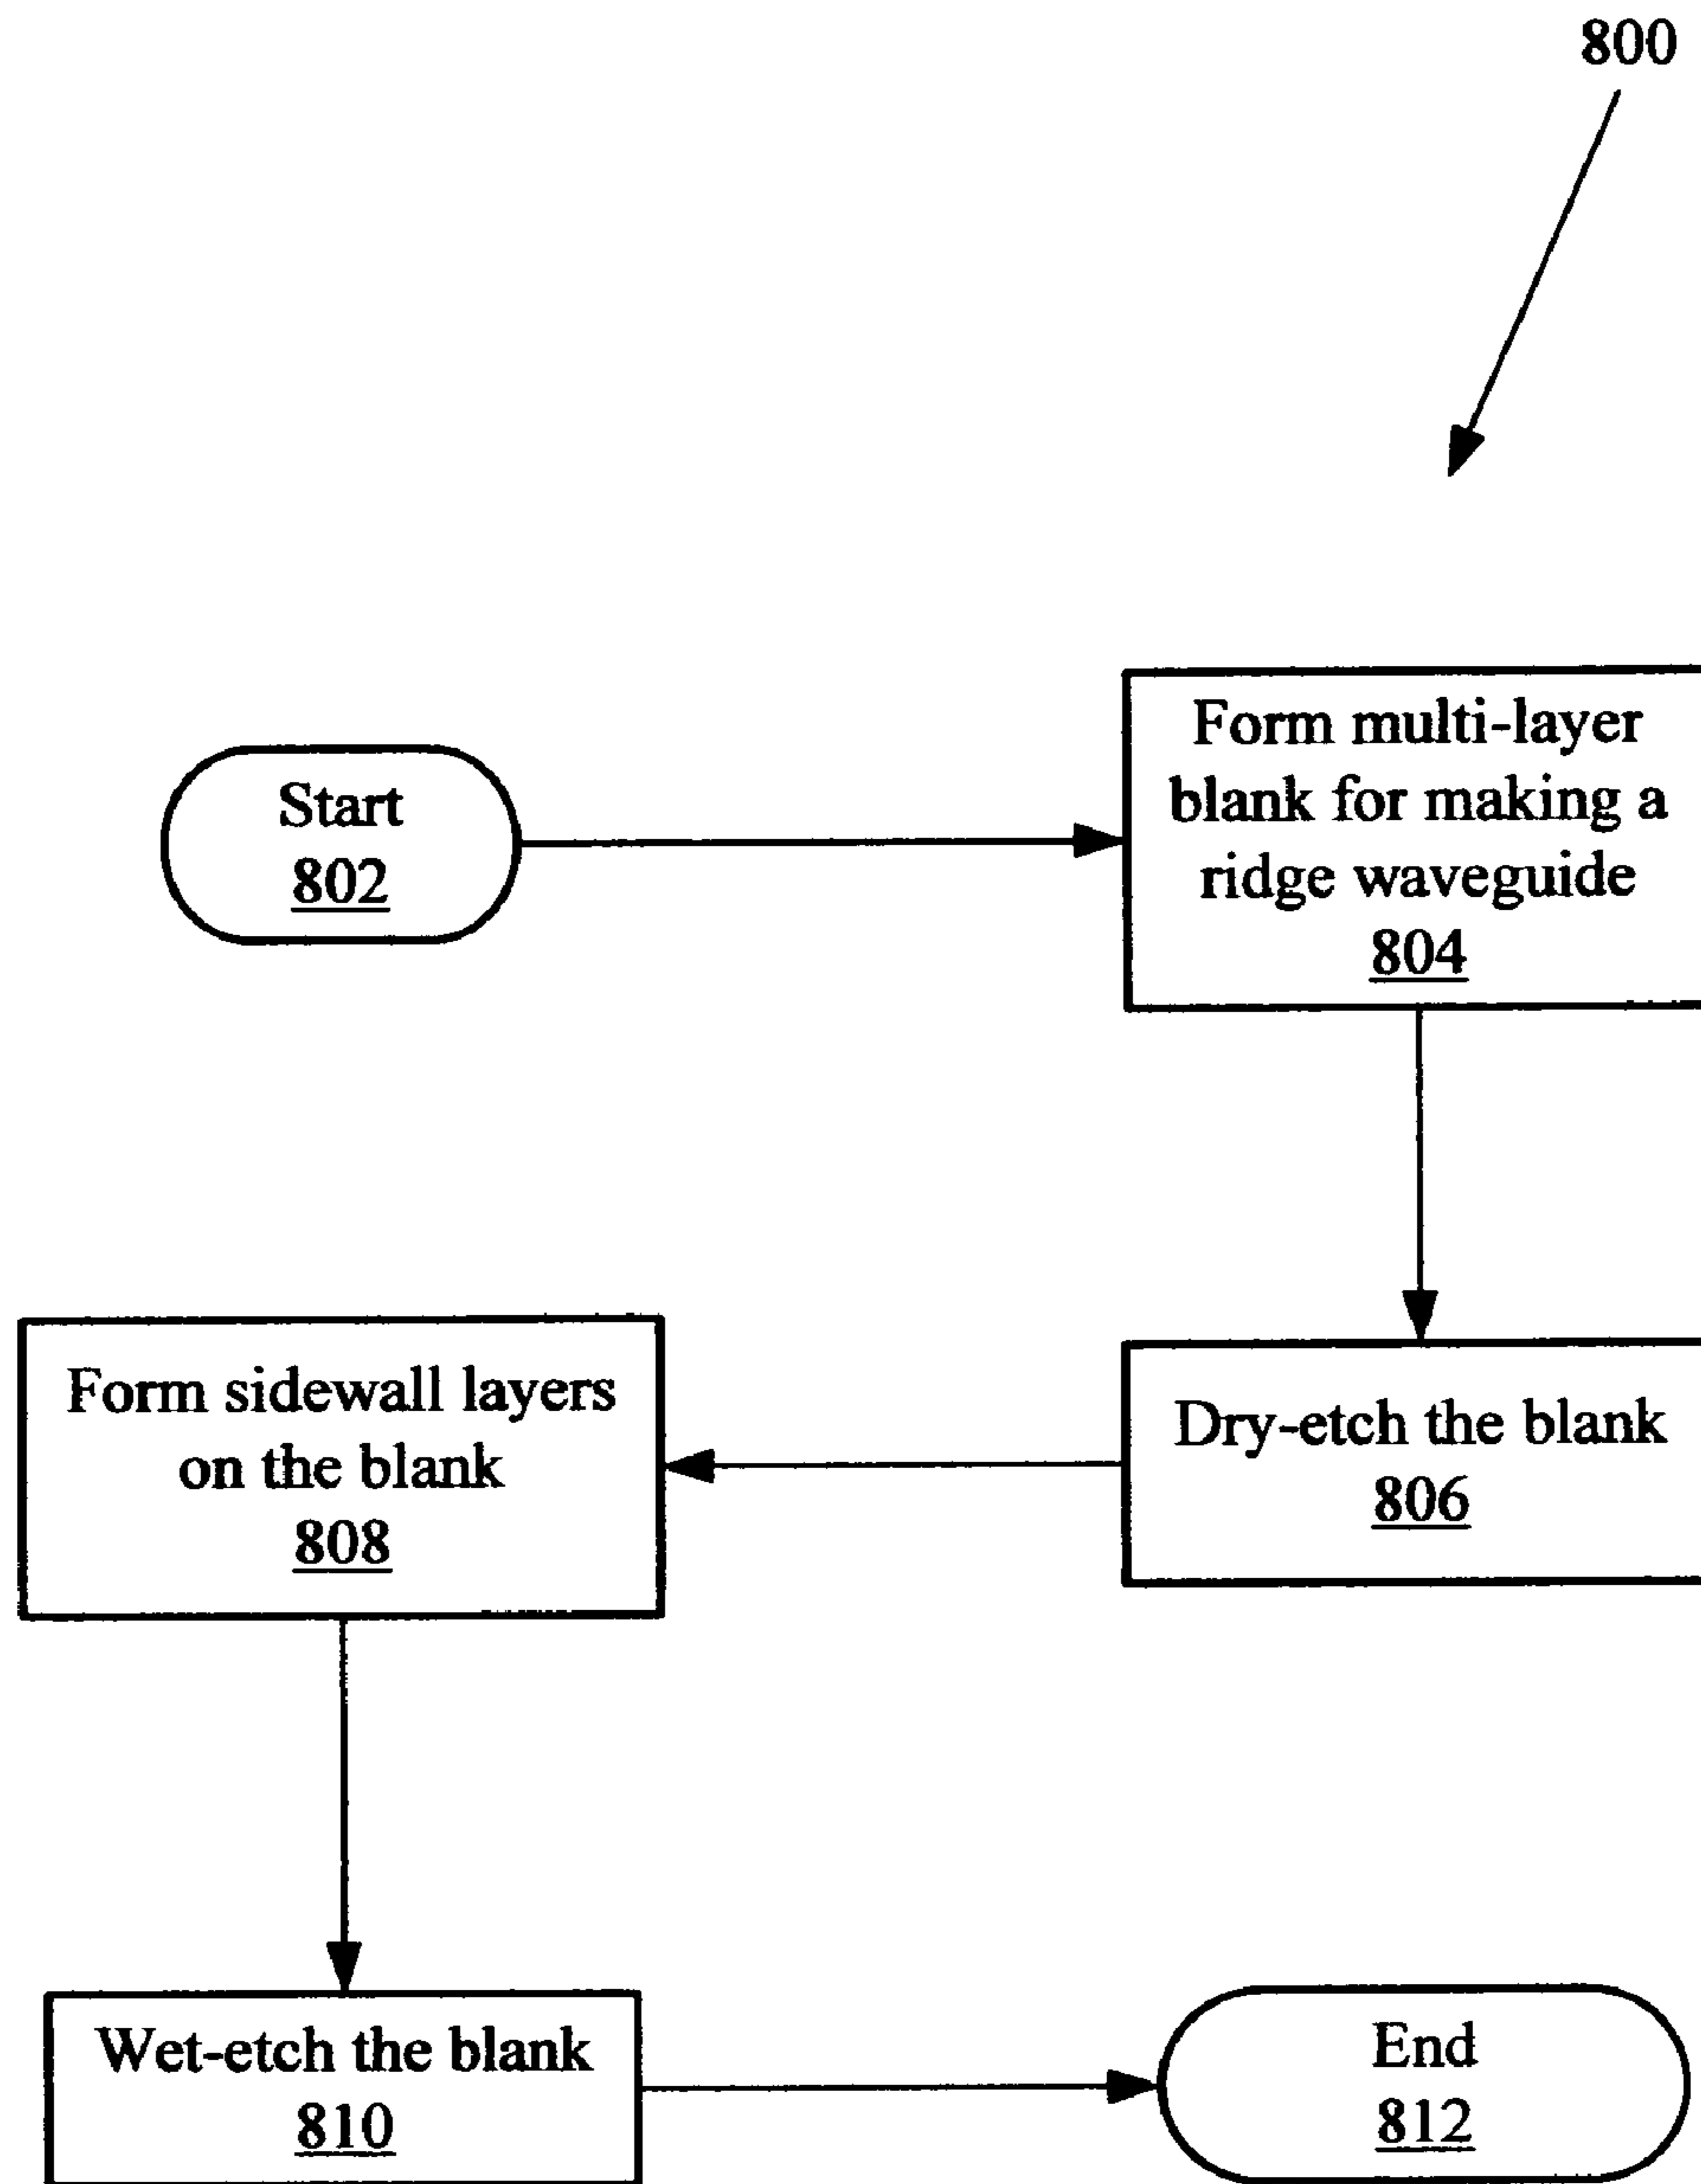 800
Start
802
Form multi-layer
blank for making a
ridge waveguide
804
Dry-etch the blank
806
Form sidewall layers
on the blank
808
Wet-etch the blank
810
End
812